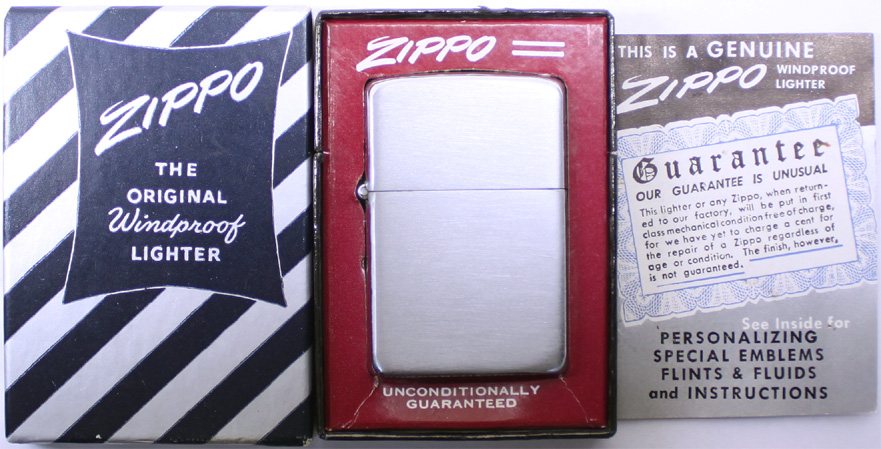 ZIPPO
THE
ORIGINAL
Windproof
LIGHTER
ZIPPO
UNCONDITIONALLY
GUARANTEED
THIS IS A GENUINE
ZIPPO WINDPROOF
LIGHTER
Guarantee
OUR GUARANTEE IS UNUSUAL
This lighter or any Zippo, when return-
ed to our factory, will be put in first
class mechanical condition free of charge,
for we have yet to charge a cent for
the repair of a Zippo regardless of
age or condition. The finish, however,
is not guaranteed.
See Inside for
PERSONALIZING
SPECIAL EMBLEMS
FLINTS & FLUIDS
and INSTRUCTIONS